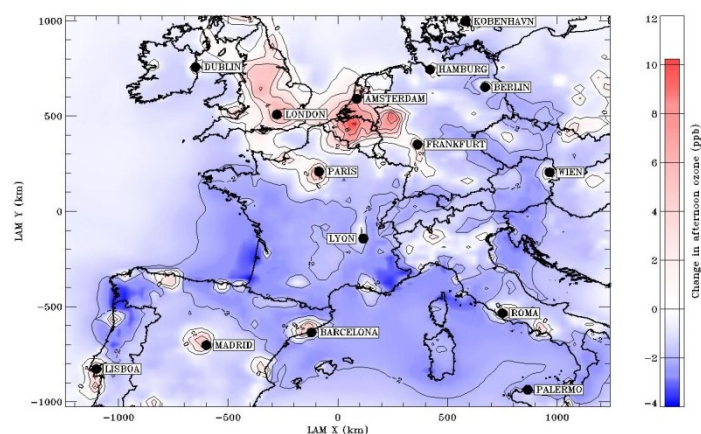 1000
KOBENHAVN
12
DUBLIN
HAMBURG
10
BERLIN
AMSTERDAM
500
LONDON
8
FRANKFURT
PARIS
WIEN
6
LAM Y (km)
0
LYON
4
2
-500
ROMA
0
BARCELONA
MADRID
-2
LISBOA
PALERMO
-1000
-4
-1000
-500
0
500
1000
LAM X (km)
Change in afternoon ozone (ppb)